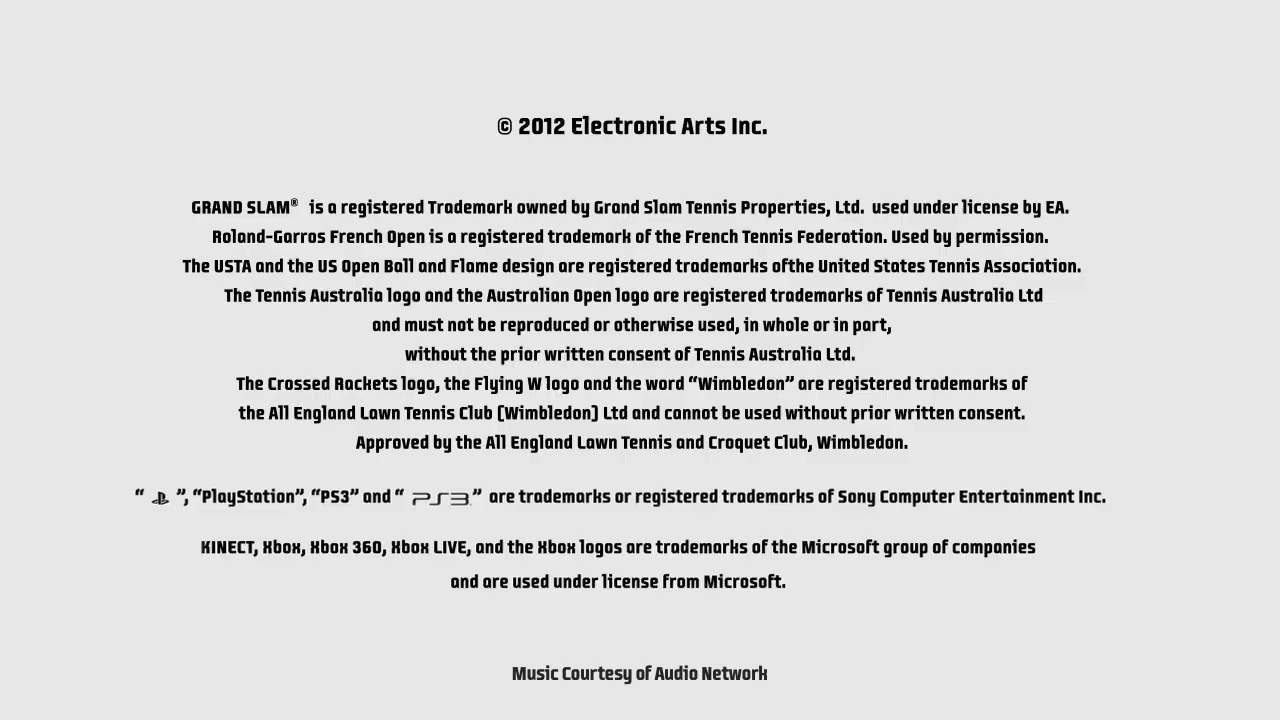 © 2012 Electronic Arts Inc.
GRAND SLAM® is a registered Trademark owned by Grand Slam Tennis Properties, Ltd. used under license by EA.
Roland-Garros French Open is a registered trademark of the French Tennis Federation. Used by permission.
The USTA and the US Open Ball and Flame design are registered trademarks ofthe United States Tennis Association.
The Tennis Australia logo and the Australian Open logo are registered trademarks of Tennis Australia Ltd
and must not be reproduced or otherwise used, in whole or in part,
without the prior written consent of Tennis Australia Ltd.
The Crossed Rackets logo, the Flying W logo and the word “Wimbledon” are registered trademarks of
the All England Lawn Tennis Club (Wimbledon) Ltd and cannot be used without prior written consent.
Approved by the All England Lawn Tennis and Croquet Club, Wimbledon.
“ ”, “PlayStation”, “PS3” and “ PS3 ” are trademarks or registered trademarks of Sony Computer Entertainment Inc.
KINECT, Xbox, Xbox 360, Xbox LIVE, and the Xbox logos are trademarks of the Microsoft group of companies
and are used under license from Microsoft.
Music Courtesy of Audio Network